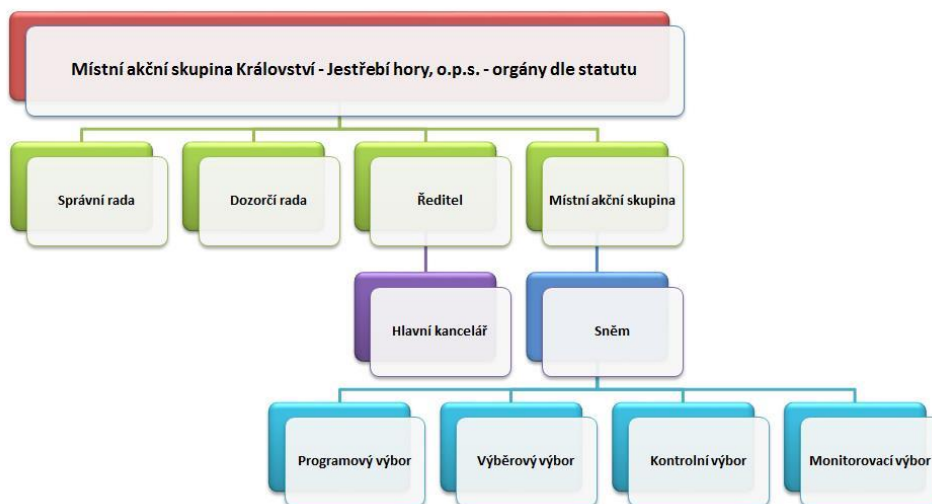 Místní akční skupina Království - Jestřebí hory, o.p.s. - orgány dle statutu
Správní rada
Dozorčí rada
Ředitel
Místní akční skupina
Hlavní kancelář
Sněm
Programový výbor
Výběrový výbor
Kontrolní výbor
Monitorovací výbor